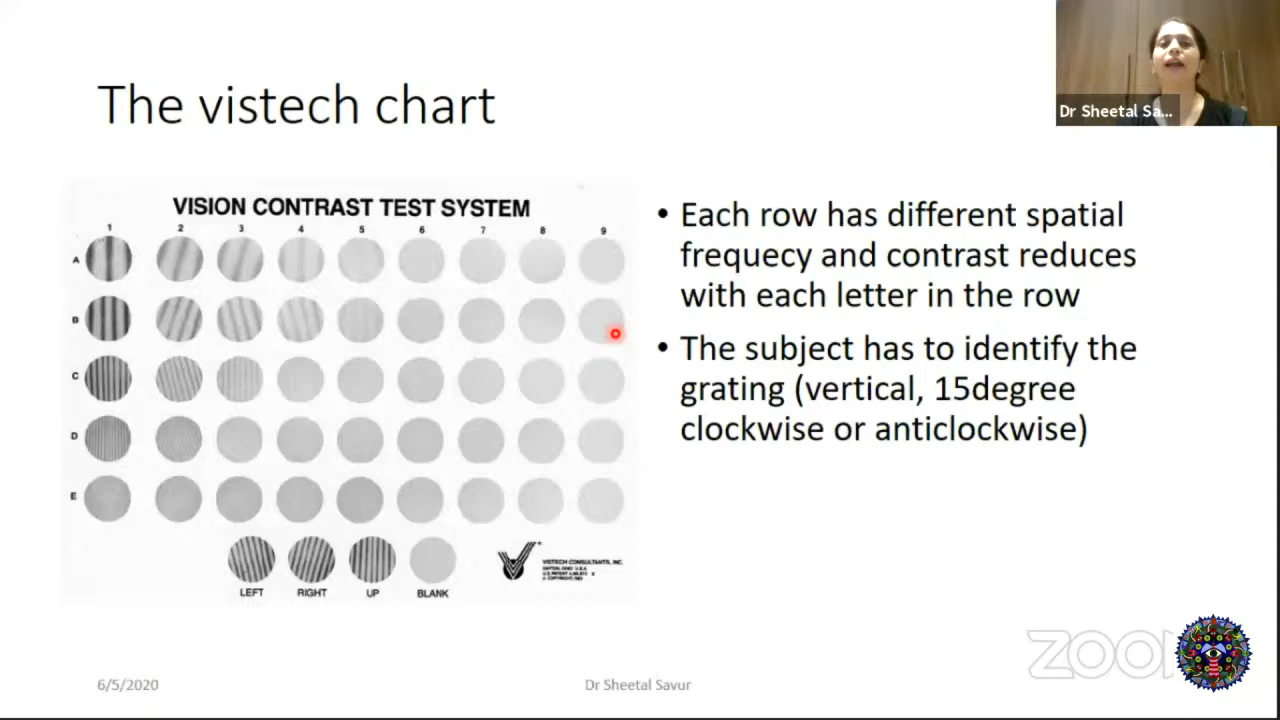 Dr Sheetal Sa...
The vistech chart
VISION CONTRAST TEST SYSTEM
1 2 3 4 5 6 7 8 9
A
B
C
D
E
LEFT RIGHT UP BLANK
VISTECH CONSULTANTS, INC.
• Each row has different spatial
frequecy and contrast reduces
with each letter in the row
• The subject has to identify the
grating (vertical, 15degree
clockwise or anticlockwise)
6/5/2020
Dr Sheetal Savur